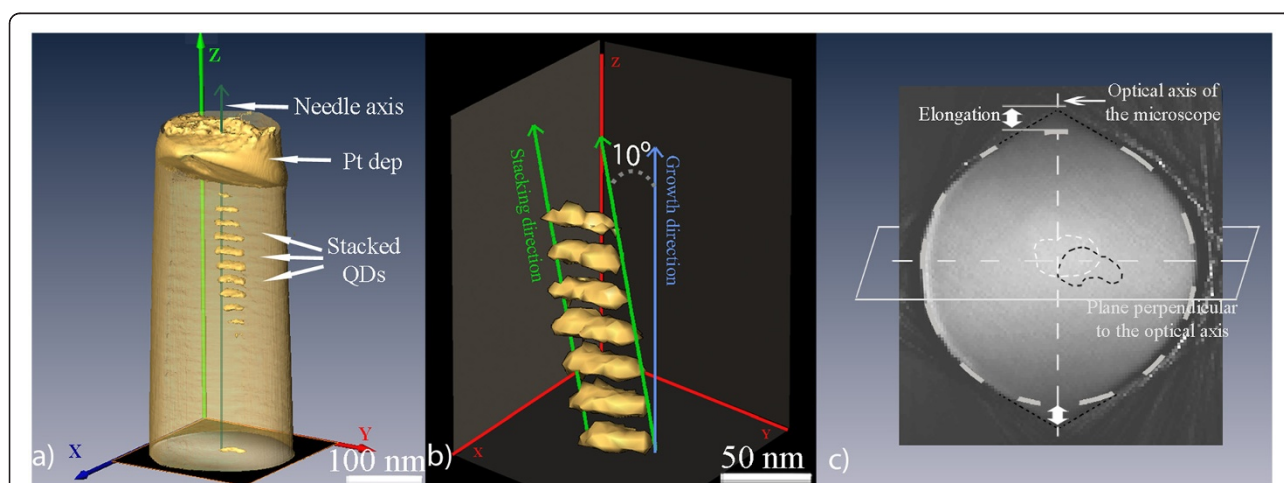 Z
Needle axis
Pt dep
Stacked
QDs
X
Y
a)
100 nm
Z
10°
Stacking direction
Growth direction
X
Y
b)
50 nm
Elongation
Optical axis of
the microscope
Plane perpendicular
to the optical axis
c)